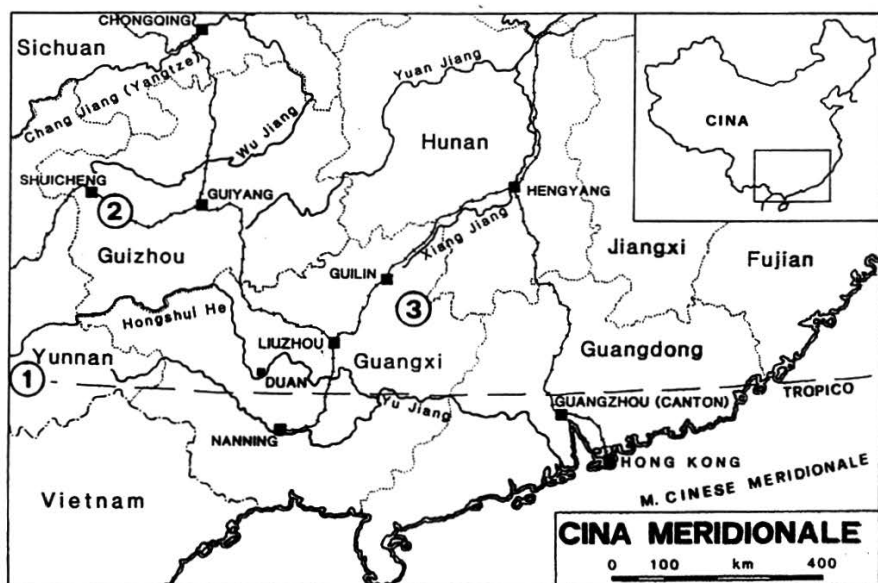 CHONGQING
Sichuan
Chang Jiang (Yangtze)
Yuan Jiang
Wu Jiang
Hunan
CINA
SHUICHENG
②
GUIYANG
HENGYANG
Guizhou
Xiang Jiang
Jiangxi
Fujian
GUILIN
③
Hongshui He
LIUZHOU
Guangxi
Guangdong
Yunnan
①
DUAN
TROPICO
Yu Jiang
GUANGZHOU (CANTON)
NANNING
HONG KONG
Vietnam
M. CINESE MERIDIONALE
CINA MERIDIONALE
0 100 km 400